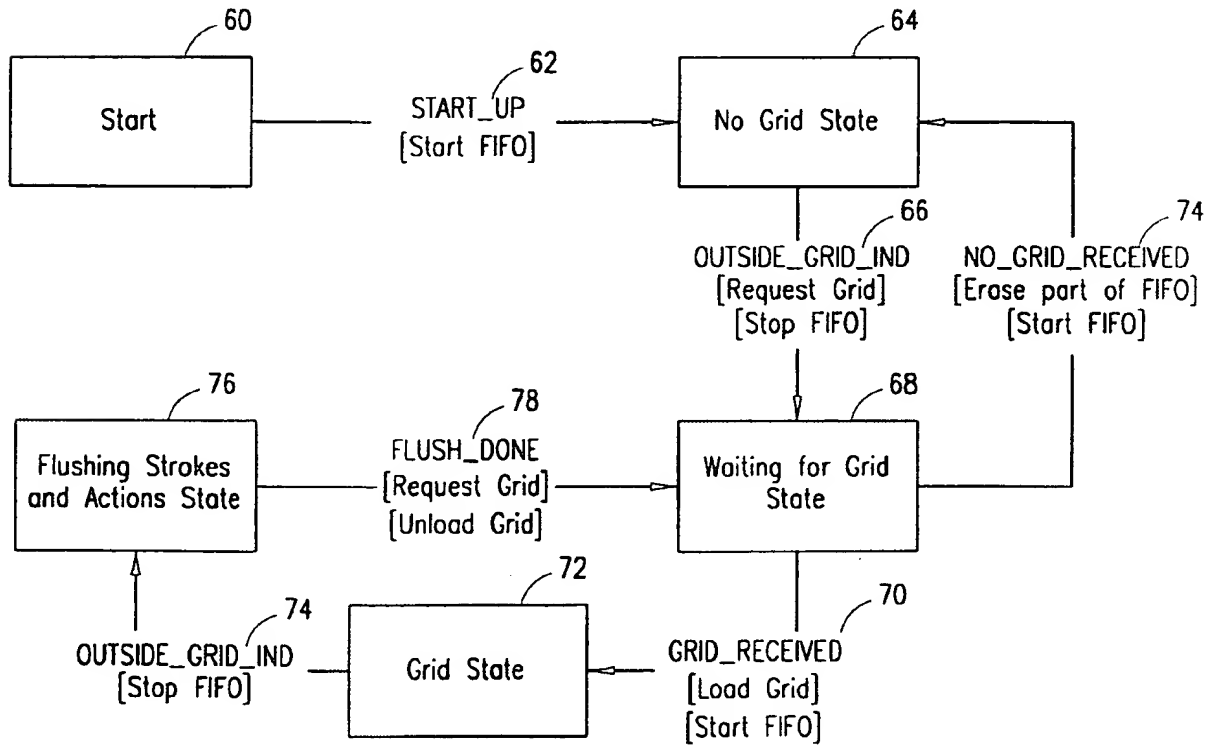 60
Start
62
START_UP
[Start FIFO]
64
No Grid State
66
OUTSIDE_GRID_IND
[Request Grid]
[Stop FIFO]
74
NO_GRID_RECEIVED
[Erase part of FIFO]
[Start FIFO]
76
Flushing Strokes
and Actions State
78
FLUSH_DONE
[Request Grid]
[Unload Grid]
68
Waiting for Grid
State
74
OUTSIDE_GRID_IND
[Stop FIFO]
72
Grid State
70
GRID_RECEIVED
[Load Grid]
[Start FIFO]